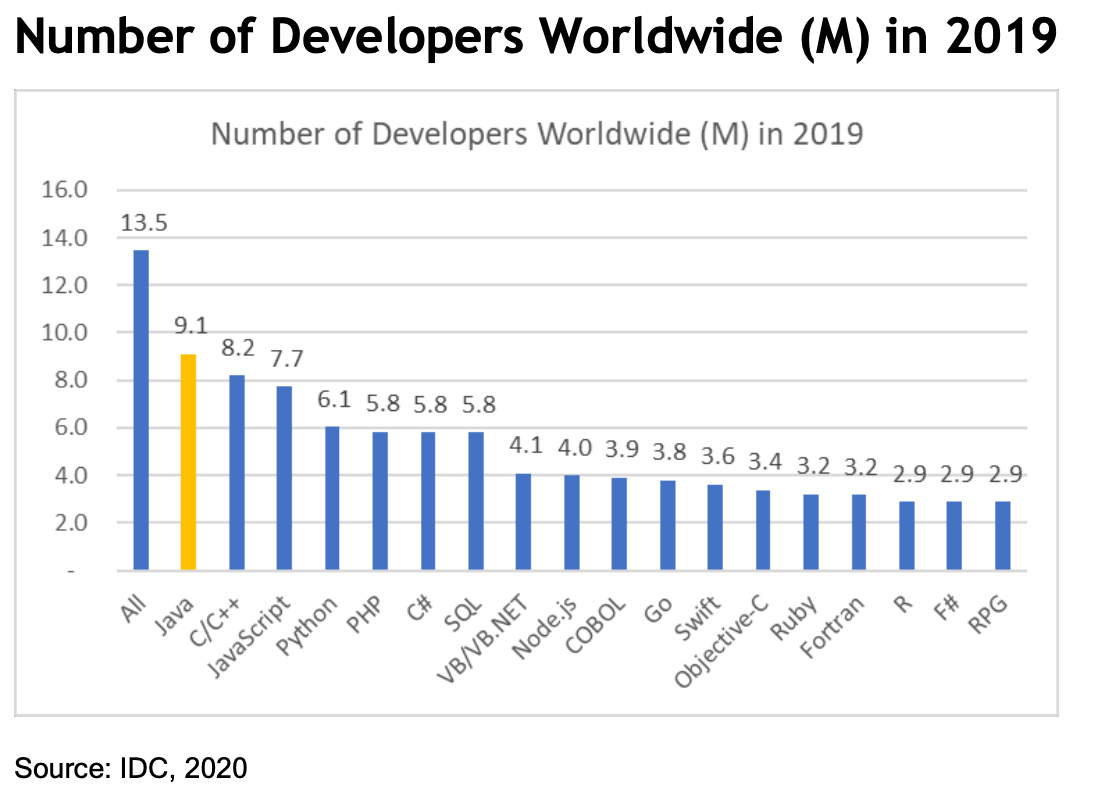 Number of Developers Worldwide (M) in 2019
Number of Developers Worldwide (M) in 2019
16.0
14.0
12.0
10.0
8.0
6.0
4.0
2.0
-
13.5
9.1
8.2
7.7
6.1
5.8
5.8
5.8
4.1
4.0
3.9
3.8
3.6
3.4
3.2
3.2
2.9
2.9
2.9
All
Java
C/C++
JavaScript
Python
PHP
C#
SQL
VB/VB.NET
Node.js
COBOL
Go
Swift
Objective-C
Ruby
Fortran
R
F#
RPG
Source: IDC, 2020